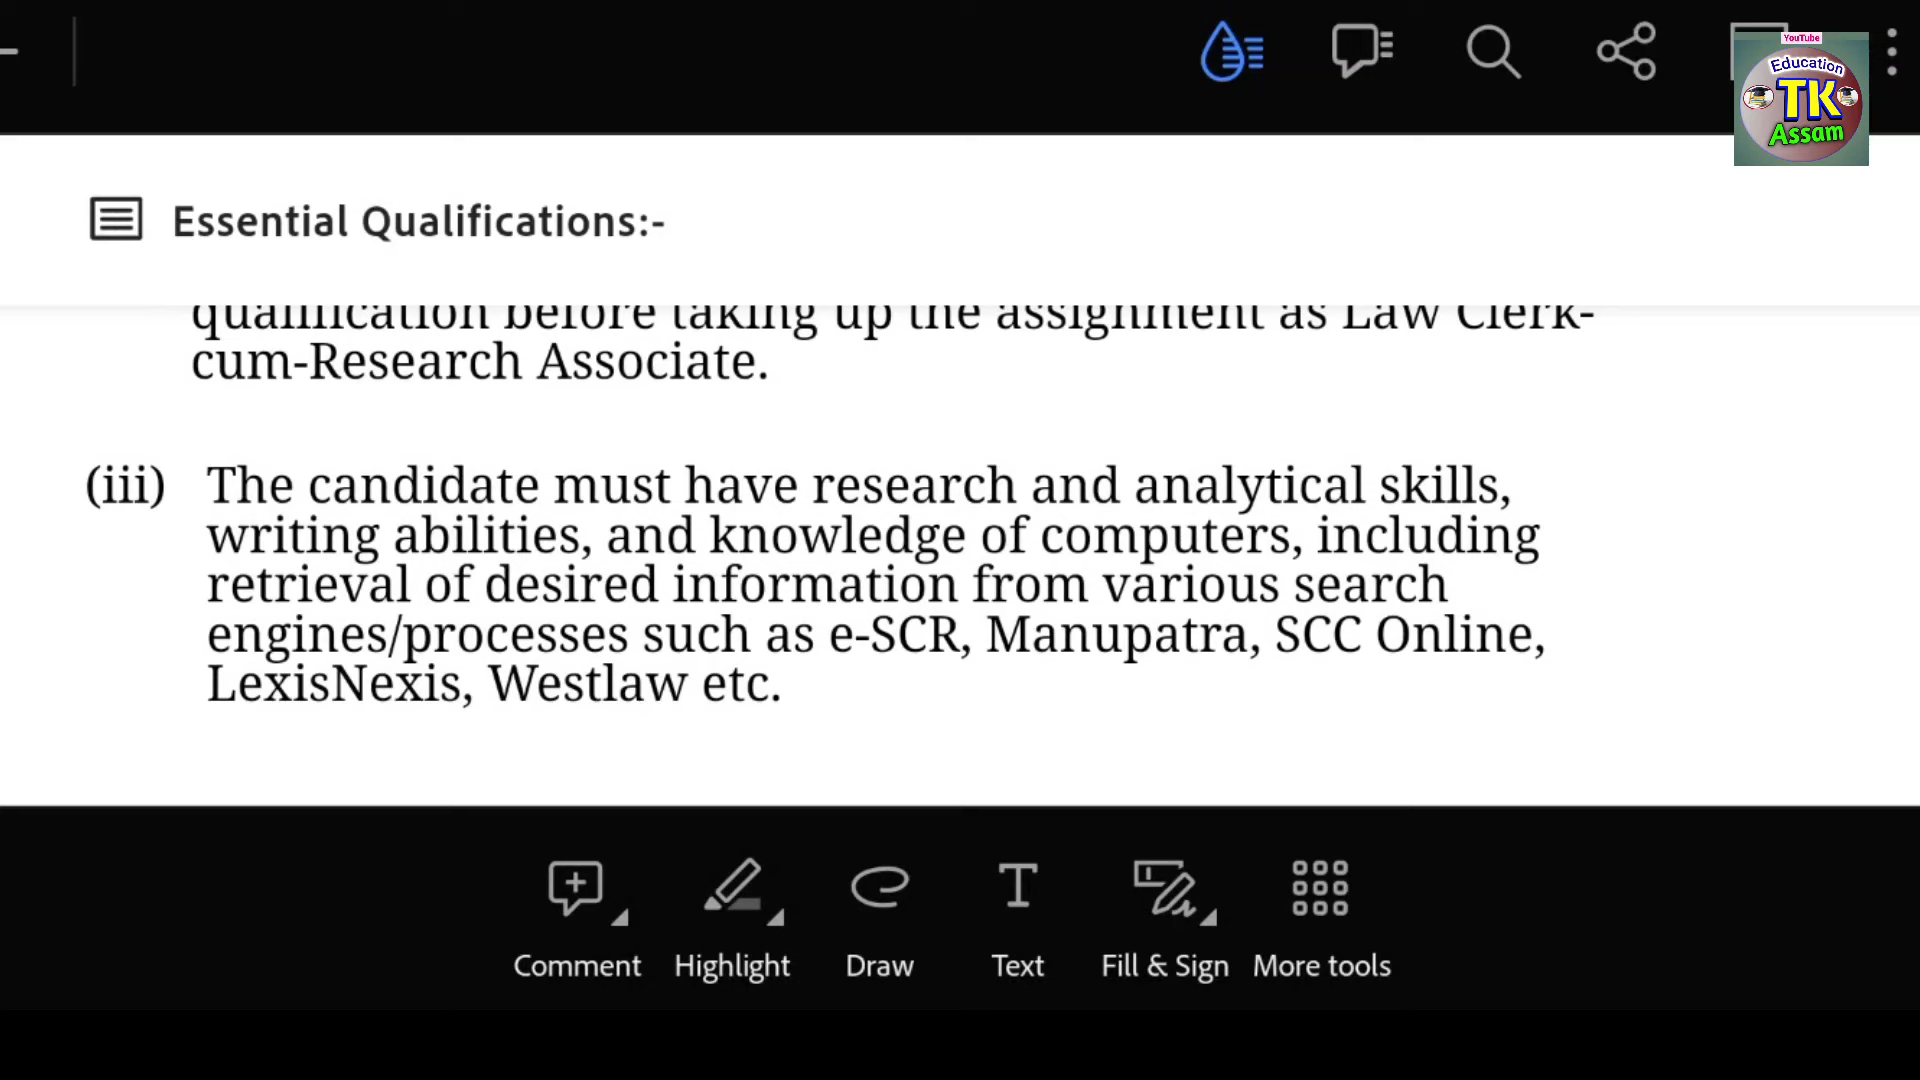 YouTube
Education
TK
Assam
Essential Qualifications:-
qualification before taking up the assignment as Law Clerk-
cum-Research Associate.
(iii) The candidate must have research and analytical skills,
writing abilities, and knowledge of computers, including
retrieval of desired information from various search
engines/processes such as e-SCR, Manupatra, SCC Online,
LexisNexis, Westlaw etc.
Comment Highlight Draw Text Fill & Sign More tools